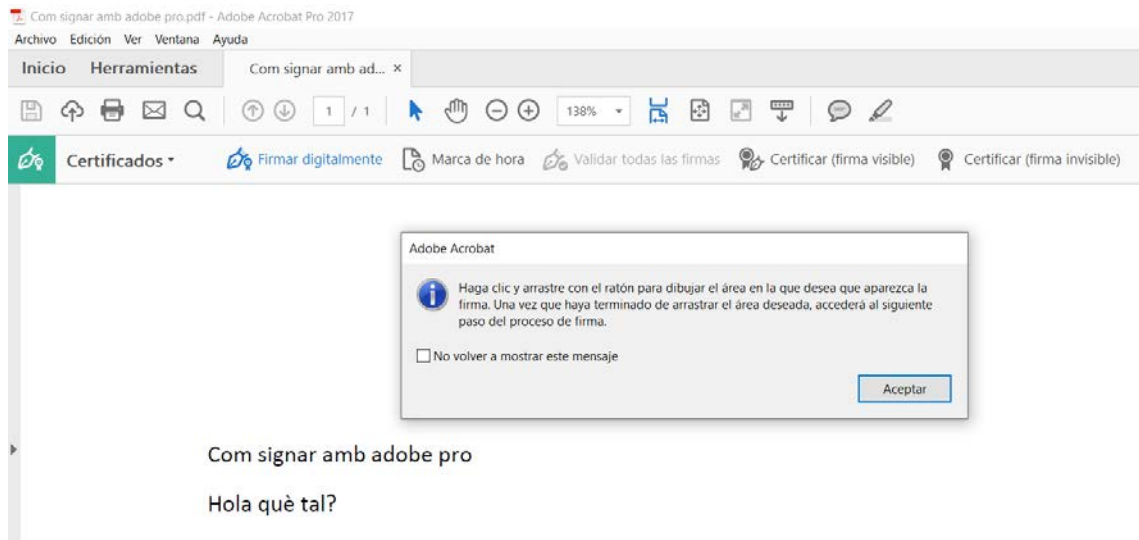 Com signar amb adobe pro.pdf - Adobe Acrobat Pro 2017
Archivo Edición Ver Ventana Ayuda
Inicio Herramientas Com signar amb ad... ×
1 / 1 138%
Certificados Firmar digitalmente Marca de hora Validar todas las firmas Certificar (firma visible) Certificar (firma invisible)
Adobe Acrobat
Haga clic y arrastre con el ratón para dibujar el área en la que desea que aparezca la
firma. Una vez que haya terminado de arrastrar el área deseada, accederá al siguiente
paso del proceso de firma.
No volver a mostrar este mensaje
Aceptar
Com signar amb adobe pro
Hola què tal?